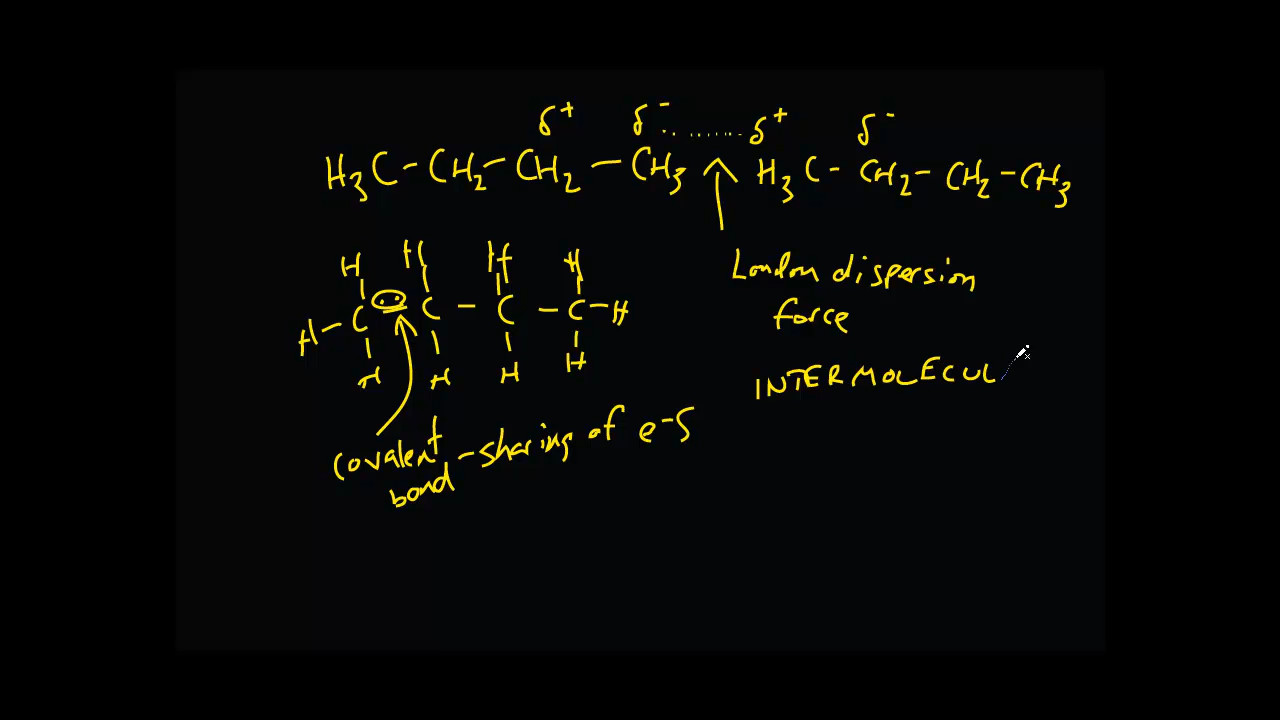 δ+ δ- ........ δ+ δ-
H3C-CH2-CH2-CH3 H3C-CH2-CH2-CH3
H H H H
H-C:C-C-C-H
H H H H
London dispersion
force
INTERMOLECUL
covalent
bond-sharing of e-s